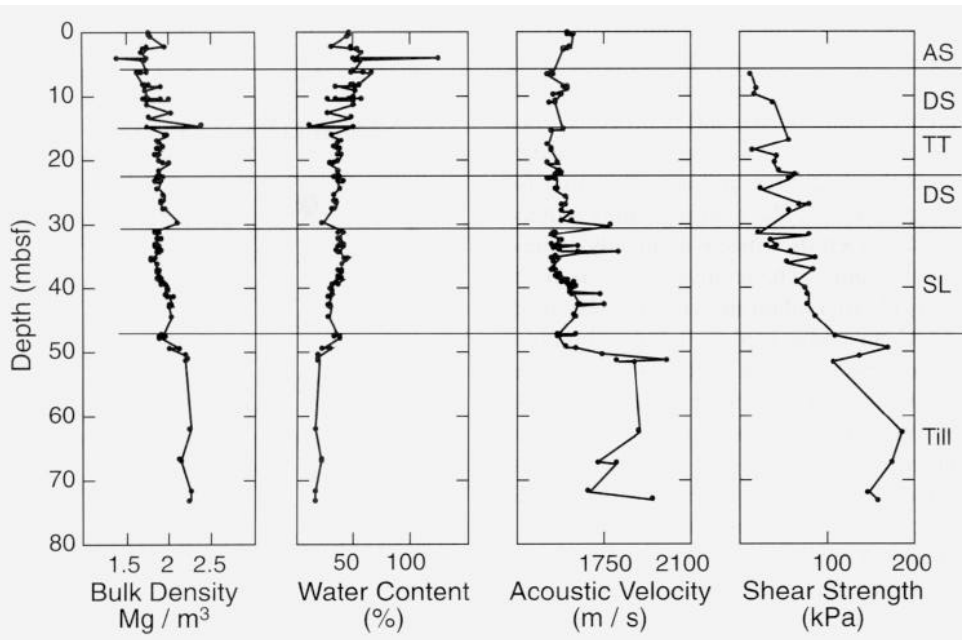 0
10
20
30
40
50
60
70
80
Depth (mbsf)
AS
DS
TT
DS
SL
Till
1.5 2 2.5
50 100
1750 2100
100 200
Bulk Density Water Content Acoustic Velocity Shear Strength
Mg / m³ (%) (m / s) (kPa)